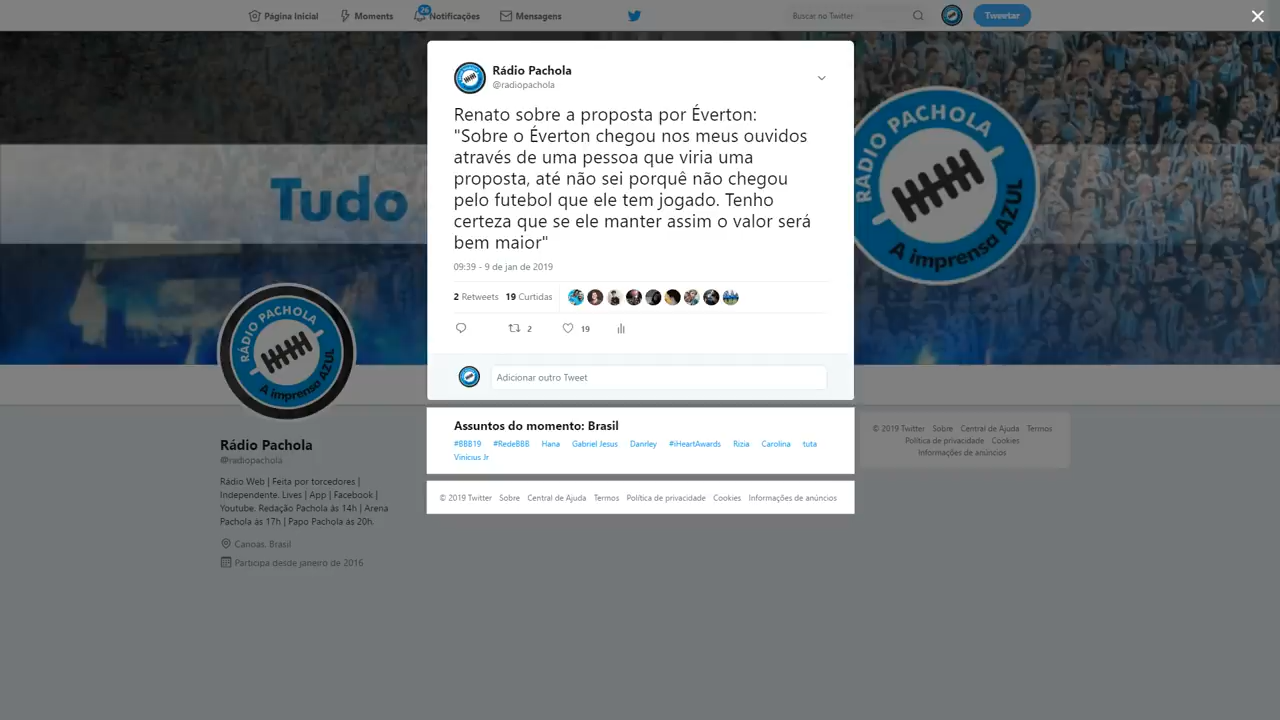 Página Inicial
Moments
26
Notificações
Mensagens
Buscar no Twitter
Tweetar
Rádio Pachola
@radiopachola
Renato sobre a proposta por Éverton:
"Sobre o Éverton chegou nos meus ouvidos
através de uma pessoa que viria uma
proposta, até não sei porquê não chegou
pelo futebol que ele tem jogado. Tenho
certeza que se ele manter assim o valor será
bem maior"
09:39 - 9 de jan de 2019
2 Retweets 19 Curtidas
2
19
Adicionar outro Tweet
Assuntos do momento: Brasil
#BBB19 #RedeBBB Hana Gabriel Jesus Danrley #iHeartAwards Rízia Carolina tuta
Vinicius Jr
© 2019 Twitter Sobre Central de Ajuda Termos Política de privacidade Cookies Informações de anúncios
Tudo
RÁDIO PACHOLA
A imprensa AZUL
RÁDIO PACHOLA
A imprensa AZUL
Rádio Pachola
@radiopachola
Rádio Web | Feita por torcedores |
Independente. Lives | App | Facebook |
Youtube. Redação Pachola às 14h | Arena
Pachola às 17h | Papo Pachola às 20h.
Canoas, Brasil
Participa desde janeiro de 2016
© 2019 Twitter Sobre Central de Ajuda Termos
Política de privacidade Cookies
Informações de anúncios